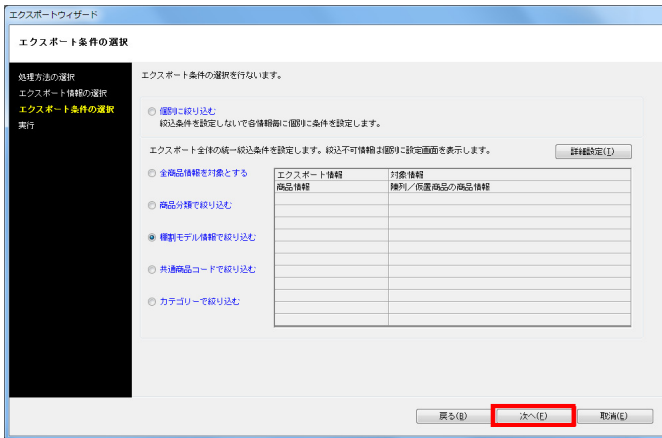 エクスポートウィザード
エクスポート条件の選択
処理方法の選択
エクスポート情報の選択
エクスポート条件の選択
実行
エクスポート条件の選択を行ないます。
個別に絞り込む
絞込条件を設定しないで各情報毎に個別に条件を設定します。
エクスポート全体の統一絞込条件を設定します。絞込不可情報は個別に設定画面を表示します。
詳細設定(I)
全商品情報を対象とする
商品分類で絞り込む
棚割モデル情報で絞り込む
共通商品コードで絞り込む
カテゴリーで絞り込む
エクスポート情報 対象情報
商品情報 陳列／仮置商品の商品情報
戻る(B) 次へ(F) 取消(E)